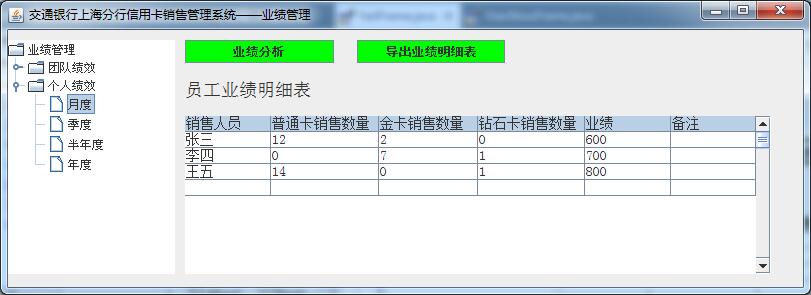 交通银行上海分行信用卡销售管理系统——业绩管理
业绩管理
团队绩效
个人绩效
月度
季度
半年度
年度
业绩分析 导出业绩明细表
员工业绩明细表
销售人员 普通卡销售数量 金卡销售数量 钻石卡销售数量 业绩 备注
张三 12 2 0 600
李四 0 7 1 700
王五 14 0 1 800